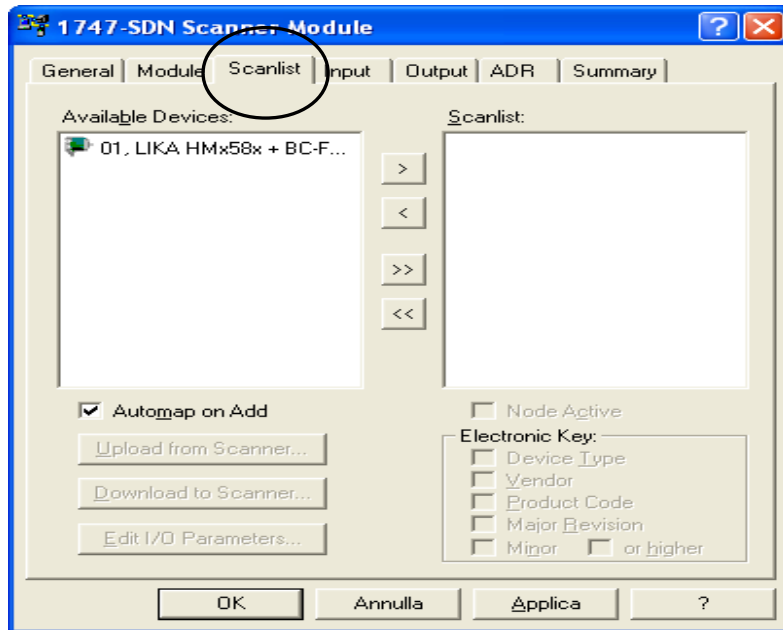 1747-SDN Scanner Module
General Module Scanlist Input Output ADR Summary
Available Devices:
Scanlist:
01, LIKA HMx58x + BC-F...
>
<
>>
<<
Automap on Add
Node Active
Upload from Scanner...
Electronic Key:
Device Type
Vendor
Download to Scanner...
Product Code
Major Revision
Edit I/O Parameters...
Minor or higher
OK Annulla Applica ?